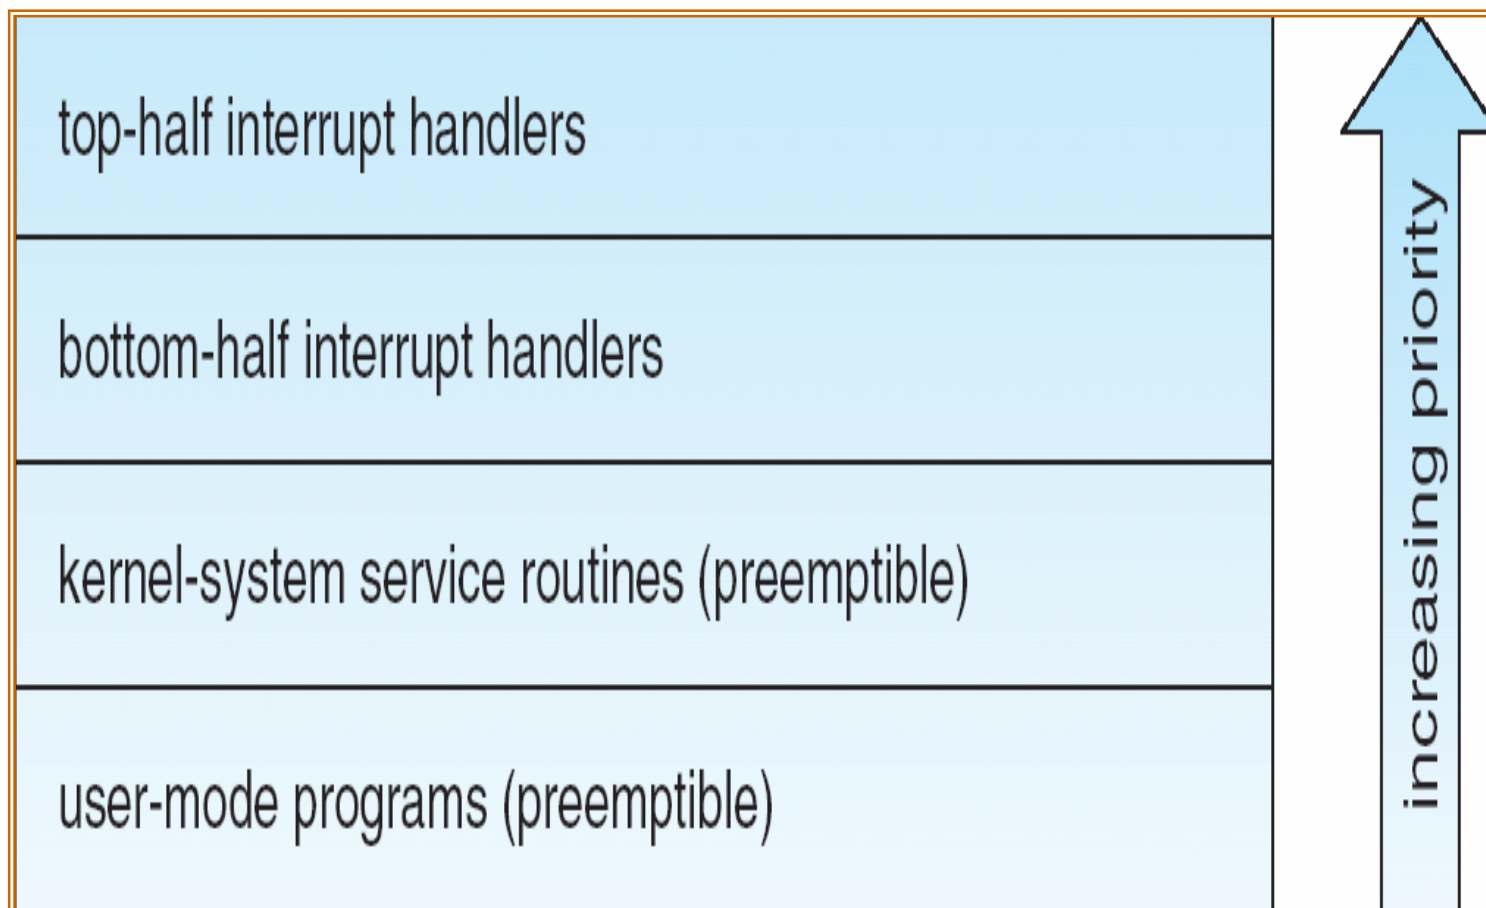 top-half interrupt handlers
bottom-half interrupt handlers
kernel-system service routines (preemptible)
user-mode programs (preemptible)
increasing priority